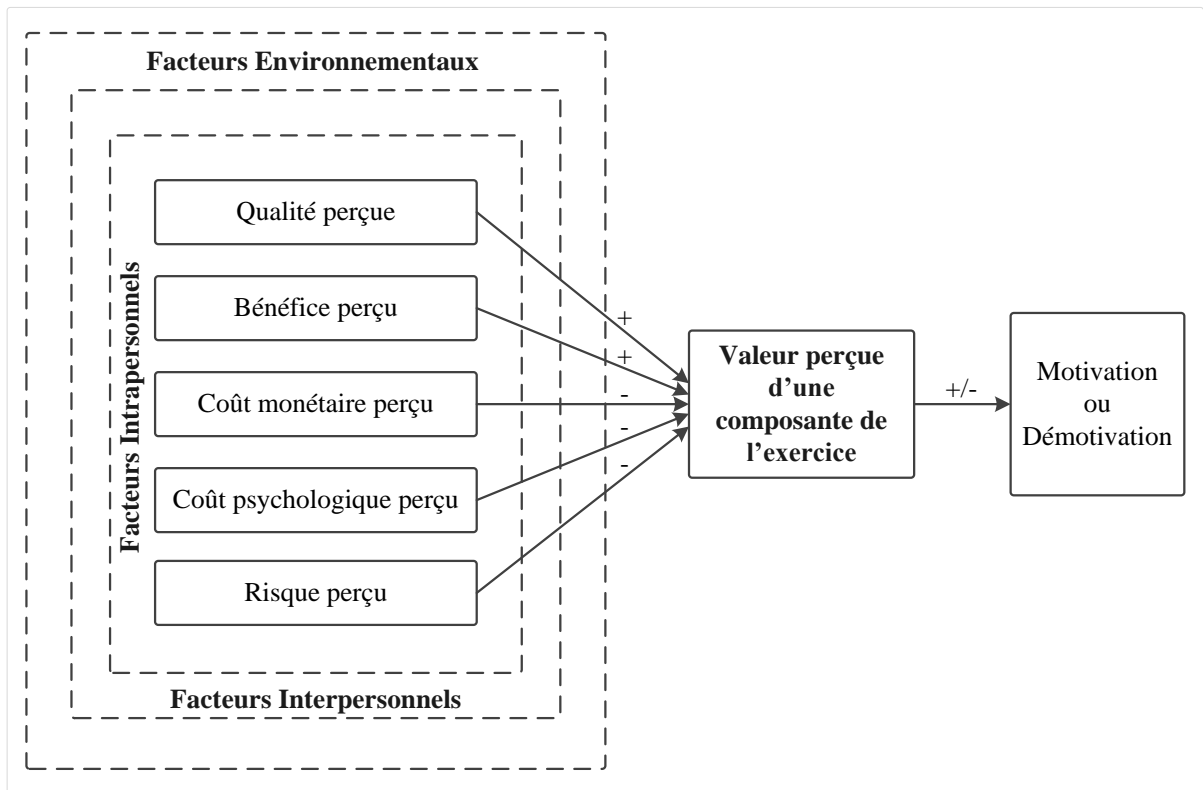 Facteurs Environnementaux
Facteurs Intrapersonnels
Qualité perçue
Bénéfice perçu
Coût monétaire perçu
Coût psychologique perçu
Risque perçu
Facteurs Interpersonnels
+
+
-
-
-
Valeur perçue
d’une
composante de
l’exercice
+/-
Motivation
ou
Démotivation